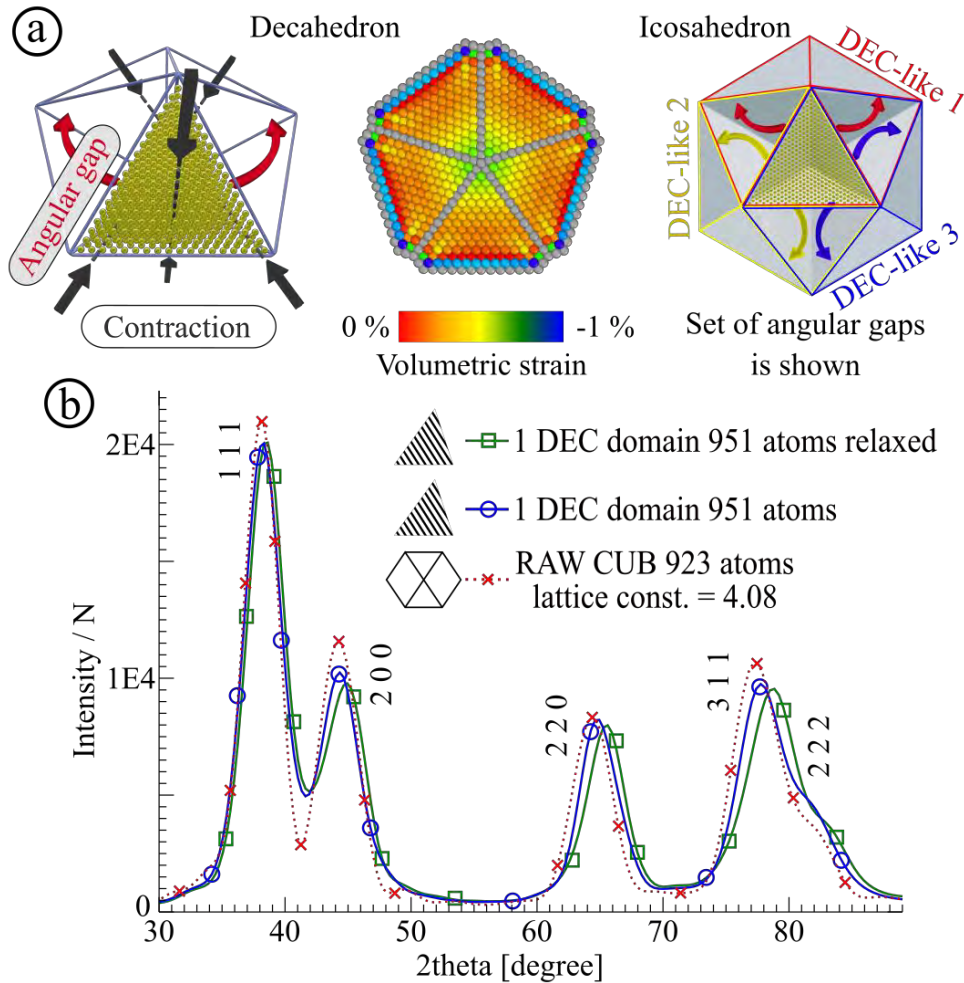 a
Decahedron
Icosahedron
Angular gap
Contraction
0 %
-1 %
Volumetric strain
DEC-like 1
DEC-like 2
DEC-like 3
Set of angular gaps
is shown
b
1 DEC domain 951 atoms relaxed
1 DEC domain 951 atoms
RAW CUB 923 atoms
lattice const. = 4.08
1 1 1
2 0 0
2 2 0
3 1 1
2 2 2
Intensity / N
2E4
1E4
0
30 40 50 60 70 80
2theta [degree]